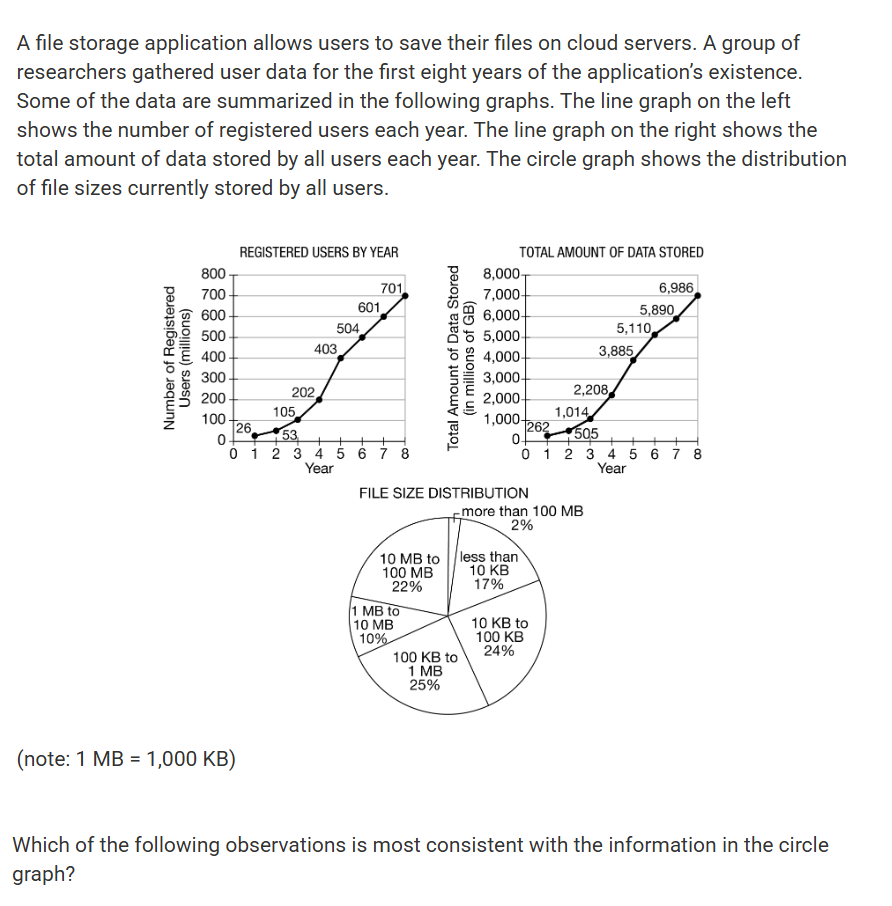 A file storage application allows users to save their files on cloud servers. A group of
researchers gathered user data for the first eight years of the application’s existence.
Some of the data are summarized in the following graphs. The line graph on the left
shows the number of registered users each year. The line graph on the right shows the
total amount of data stored by all users each year. The circle graph shows the distribution
of file sizes currently stored by all users.
REGISTERED USERS BY YEAR
Number of Registered
Users (millions)
800
700
600
500
400
300
200
100
0
26
53
105
202
403
504
601
701
0 1 2 3 4 5 6 7 8
Year
TOTAL AMOUNT OF DATA STORED
Total Amount of Data Stored
(in millions of GB)
8,000
7,000
6,000
5,000
4,000
3,000
2,000
1,000
0
262
505
1,014
2,208
3,885
5,110
5,890
6,986
0 1 2 3 4 5 6 7 8
Year
FILE SIZE DISTRIBUTION
more than 100 MB
2%
less than
10 KB
17%
10 KB to
100 KB
24%
100 KB to
1 MB
25%
1 MB to
10 MB
10%
10 MB to
100 MB
22%
(note: 1 MB = 1,000 KB)
Which of the following observations is most consistent with the information in the circle
graph?